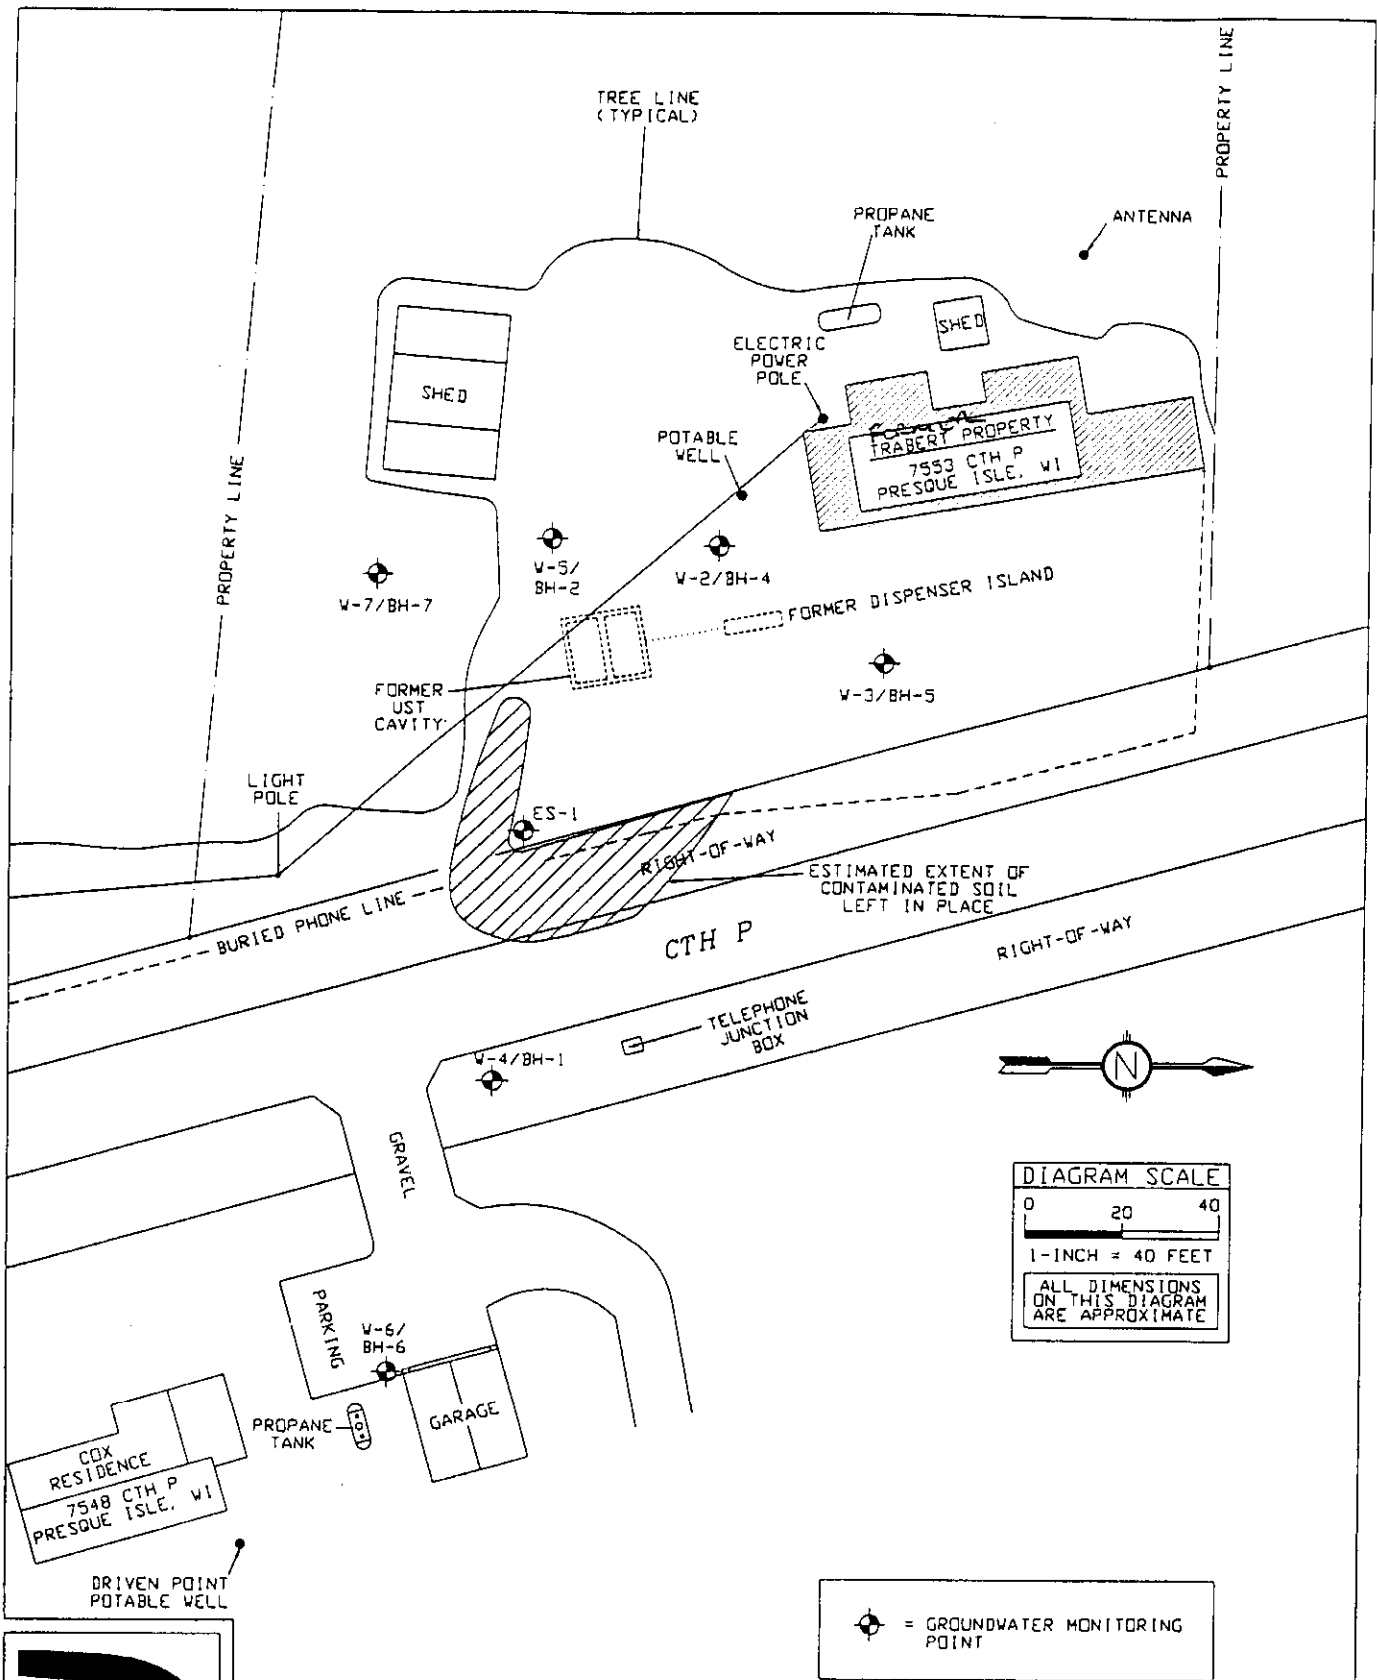 TREE LINE
(TYPICAL)
PROPERTY LINE
PROPANE
TANK
ANTENNA
SHED
ELECTRIC
POWER
POLE
SHED
POTABLE
WELL
FORMER
TRABERT PROPERTY
7553 CTH P
PRESQUE ISLE, WI
PROPERTY LINE
W-5/
BH-2
W-2/BH-4
W-7/BH-7
FORMER DISPENSER ISLAND
FORMER
UST
CAVITY
W-3/BH-5
LIGHT
POLE
ES-1
RIGHT-OF-WAY
ESTIMATED EXTENT OF
CONTAMINATED SOIL
LEFT IN PLACE
BURIED PHONE LINE
CTH P
RIGHT-OF-WAY
TELEPHONE
JUNCTION
BOX
W-4/BH-1
N
GRAVEL
DIAGRAM SCALE
0 20 40
1-INCH = 40 FEET
ALL DIMENSIONS
ON THIS DIAGRAM
ARE APPROXIMATE
PARKING
W-6/
BH-6
PROPANE
TANK
GARAGE
COX
RESIDENCE
7548 CTH P
PRESQUE ISLE, WI
DRIVEN POINT
POTABLE WELL
= GROUNDWATER MONITORING
POINT